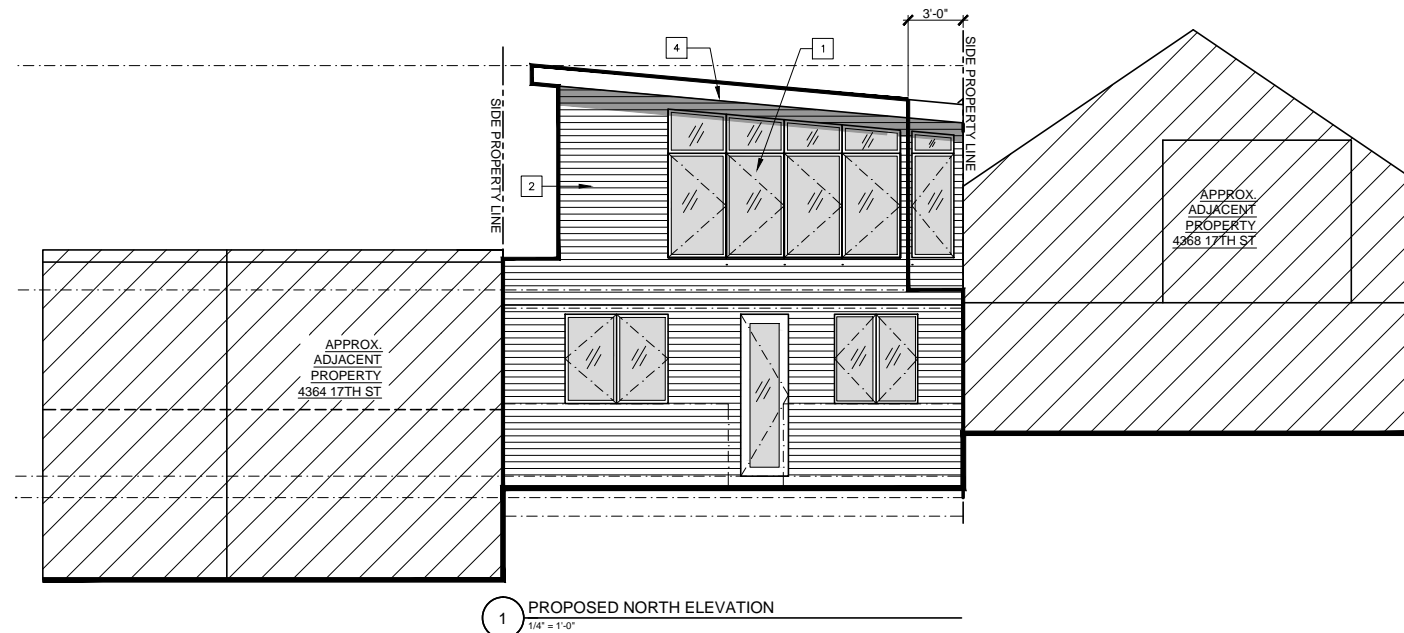 3'-0"
4
1
SIDE PROPERTY LINE
SIDE PROPERTY LINE
2
APPROX.
ADJACENT
PROPERTY
4368 17TH ST
APPROX.
ADJACENT
PROPERTY
4364 17TH ST
1
PROPOSED NORTH ELEVATION
1/4" = 1'-0"